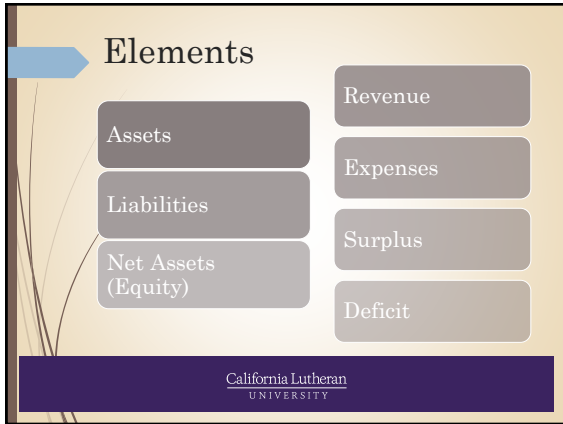 Elements
Assets
Liabilities
Net Assets
(Equity)
Revenue
Expenses
Surplus
Deficit
California Lutheran
UNIVERSITY